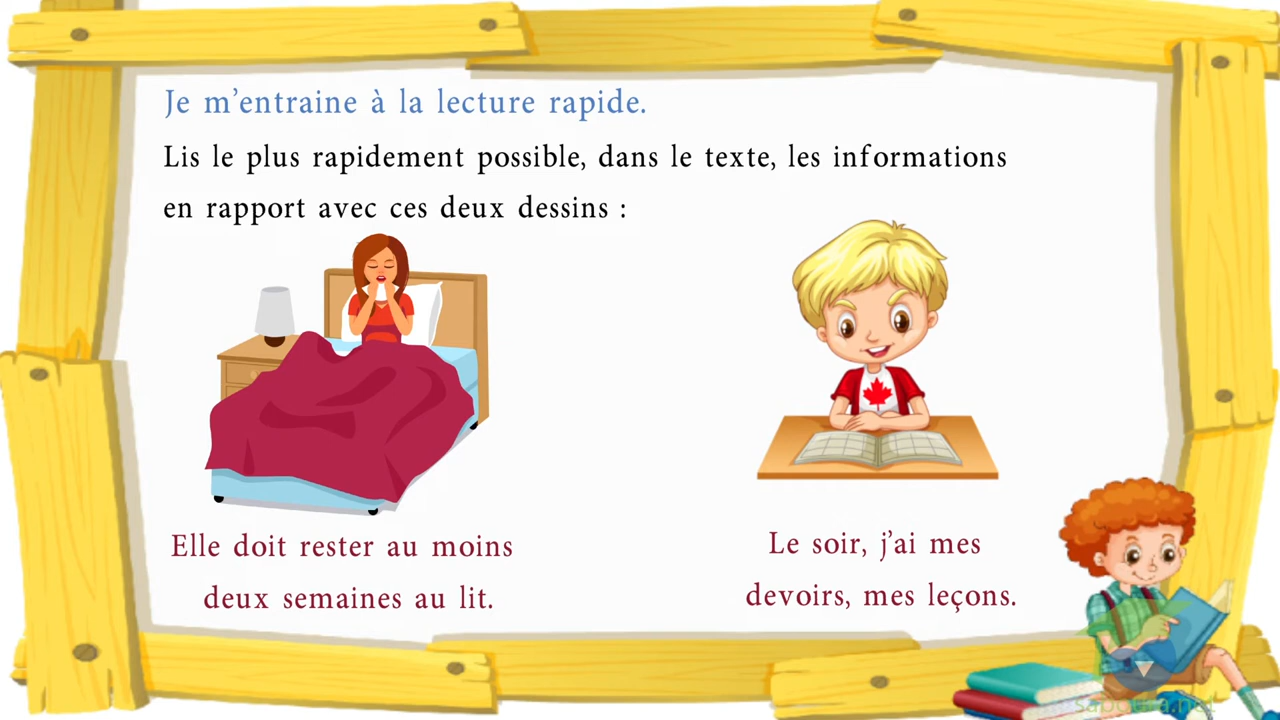 Je m'entraine à la lecture rapide.
Lis le plus rapidement possible, dans le texte, les informations
en rapport avec ces deux dessins :
Elle doit rester au moins
deux semaines au lit.
Le soir, j'ai mes
devoirs, mes leçons.